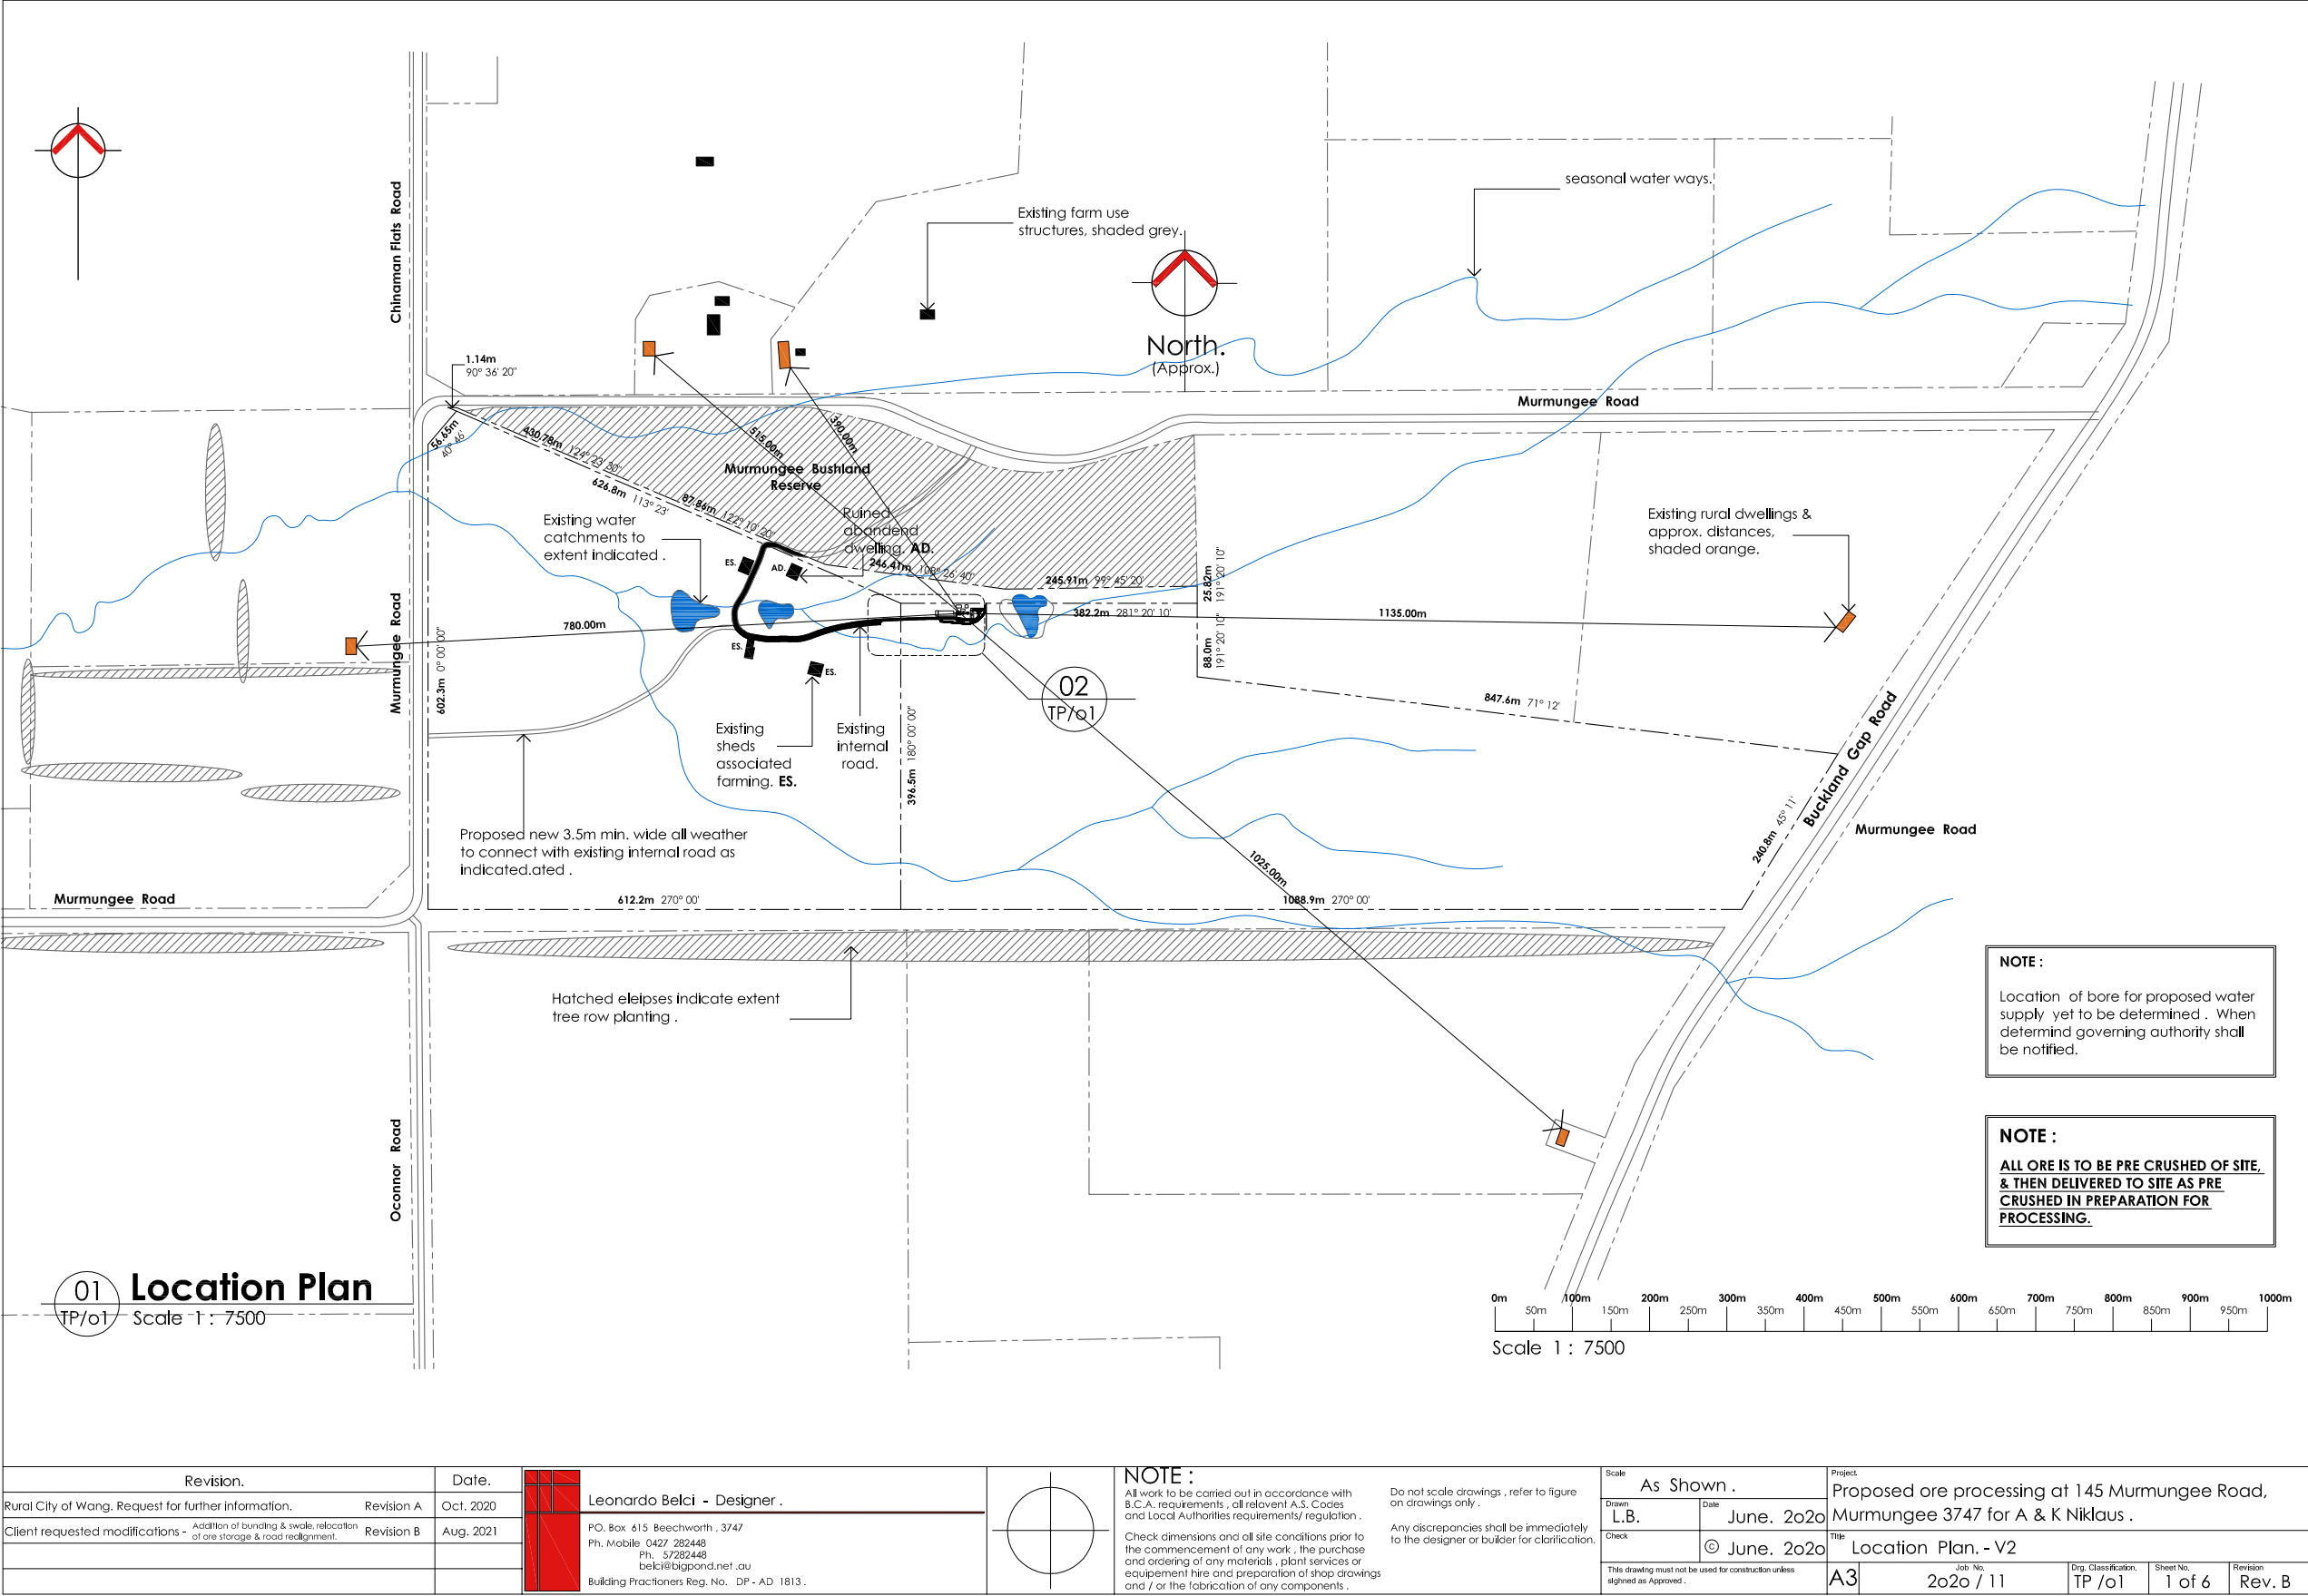 Chinaman Flats Road
seasonal water ways.
Existing farm use
structures, shaded grey.
North.
(Approx.)
1.14m
90° 36' 20"
Murmungee Road
56.65m
40° 46'
430.78m 124° 23' 30"
626.8m 113° 23'
87.86m 122° 10' 20"
515.00m
390.00m
Murmungee Bushland
Reserve
Existing water
catchments to
extent indicated .
Ruined
abandend
dwelling. AD.
ES.
AD.
246.41m 108° 26' 40"
245.91m 99° 45' 20"
25.82m
191° 20' 10"
382.2m 281° 20' 10"
1135.00m
Existing rural dwellings &
approx. distances,
shaded orange.
780.00m
ES.
ES.
88.0m
191° 20' 10"
Murmungee Road
602.3m 0° 00' 00"
02
TP/o1
847.6m 71° 12'
Existing
sheds
associated
farming. ES.
Existing
internal
road.
396.5m 180° 00' 00"
Buckland Gap Road
240.8m 45° 11'
Murmungee Road
Proposed new 3.5m min. wide all weather
to connect with existing internal road as
indicated.ated .
1025.00m
Murmungee Road
612.2m 270° 00'
1088.9m 270° 00'
Hatched eleipses indicate extent
tree row planting .
NOTE :
Location of bore for proposed water
supply yet to be determined . When
determind governing authority shall
be notified.
NOTE :
ALL ORE IS TO BE PRE CRUSHED OF SITE,
& THEN DELIVERED TO SITE AS PRE
CRUSHED IN PREPARATION FOR
PROCESSING.
Oconnor Road
01
TP/o1
Location Plan
Scale 1 : 7500
0m 100m 200m 300m 400m 500m 600m 700m 800m 900m 1000m
50m 150m 250m 350m 450m 550m 650m 750m 850m 950m
Scale 1 : 7500
Revision. Date.
Rural City of Wang. Request for further information. Revision A Oct. 2020
Client requested modifications - Addition of bunding & swale, relocation of ore storage & road realignment. Revision B Aug. 2021
Leonardo Belci - Designer .
PO. Box 615 Beechworth , 3747
Ph. Mobile 0427 282448
Ph. 57282448
belci@bigpond.net .au
Building Practioners Reg. No. DP - AD 1813 .
NOTE :
All work to be carried out in accordance with
B.C.A. requirements , all relavent A.S. Codes
and Local Authorities requirements/ regulation .
Check dimensions and all site conditions prior to
the commencement of any work , the purchase
and ordering of any materials , plant services or
equipement hire and preparation of shop drawings
and / or the fabrication of any components .
Do not scale drawings , refer to figure
on drawings only .
Any discrepancies shall be immediately
to the designer or builder for clarification.
Scale
As Shown .
Drawn
L.B.
Date
June. 2o2o
Check
© June. 2o2o
This drawing must not be used for construction unless
sighned as Approved .
Project.
Proposed ore processing at 145 Murmungee Road,
Murmungee 3747 for A & K Niklaus .
Title
Location Plan. - V2
A3
Job No.
2o2o / 11
Drg. Classification.
TP /o1
Sheet No.
1 of 6
Revision
Rev. B